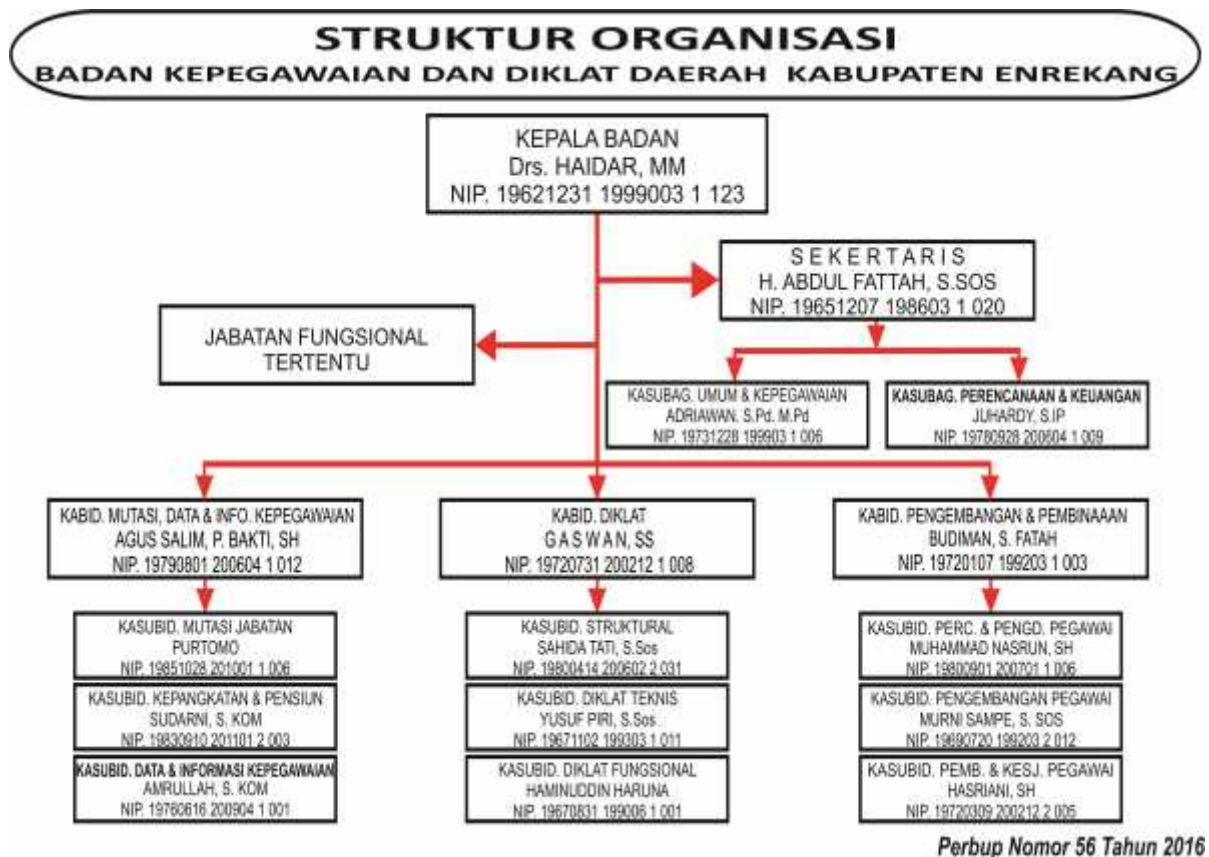 STRUKTUR ORGANISASI
BADAN KEPEGAWAIAN DAN DIKLAT DAERAH KABUPATEN ENREKANG
KEPALA BADAN
Drs. HAIDAR, MM
NIP. 19621231 1999003 1 123
S E K E R T A R I S
H. ABDUL FATTAH, S.SOS
NIP. 19651207 198603 1 020
JABATAN FUNGSIONAL
TERTENTU
KASUBAG. UMUM & KEPEGAWAIAN
ADRIAWAN, S.Pd. M.Pd
NIP. 19731228 199903 1 006
KASUBAG. PERENCANAAN & KEUANGAN
JUHARDY, S.IP
NIP. 19780928 200604 1 009
KABID. MUTASI, DATA & INFO. KEPEGAWAIAN
AGUS SALIM, P. BAKTI, SH
NIP. 19790801 200604 1 012
KASUBID. MUTASI JABATAN
PURTOMO
NIP. 19851028 201001 1 006
KASUBID. KEPANGKATAN & PENSIUN
SUDARNI, S. KOM
NIP. 19830910 201101 2 003
KASUBID. DATA & INFORMASI KEPEGAWAIAN
AMRULLAH, S. KOM
NIP. 19760616 200904 1 001
KABID. DIKLAT
G A S W A N, SS
NIP. 19720731 200212 1 008
KASUBID. STRUKTURAL
SAHIDA TATI, S.Sos
NIP. 19800414 200602 2 031
KASUBID. DIKLAT TEKNIS
YUSUF PIRI, S.Sos
NIP. 19671102 199303 1 011
KASUBID. DIKLAT FUNGSIONAL
HAMINUDDIN HARUNA
NIP. 19670831 199006 1 001
KABID. PENGEMBANGAN & PEMBINAAAN
BUDIMAN, S. FATAH
NIP. 19720107 199203 1 003
KASUBID. PERC. & PENGD. PEGAWAI
MUHAMMAD NASRUN, SH
NIP. 19800901 200701 1 006
KASUBID. PENGEMBANGAN PEGAWAI
MURNI SAMPE, S. SOS
NIP. 19690720 199203 2 012
KASUBID. PEMB. & KESJ. PEGAWAI
HASRIANI, SH
NIP. 19720309 200212 2 005
Perbup Nomor 56 Tahun 2016